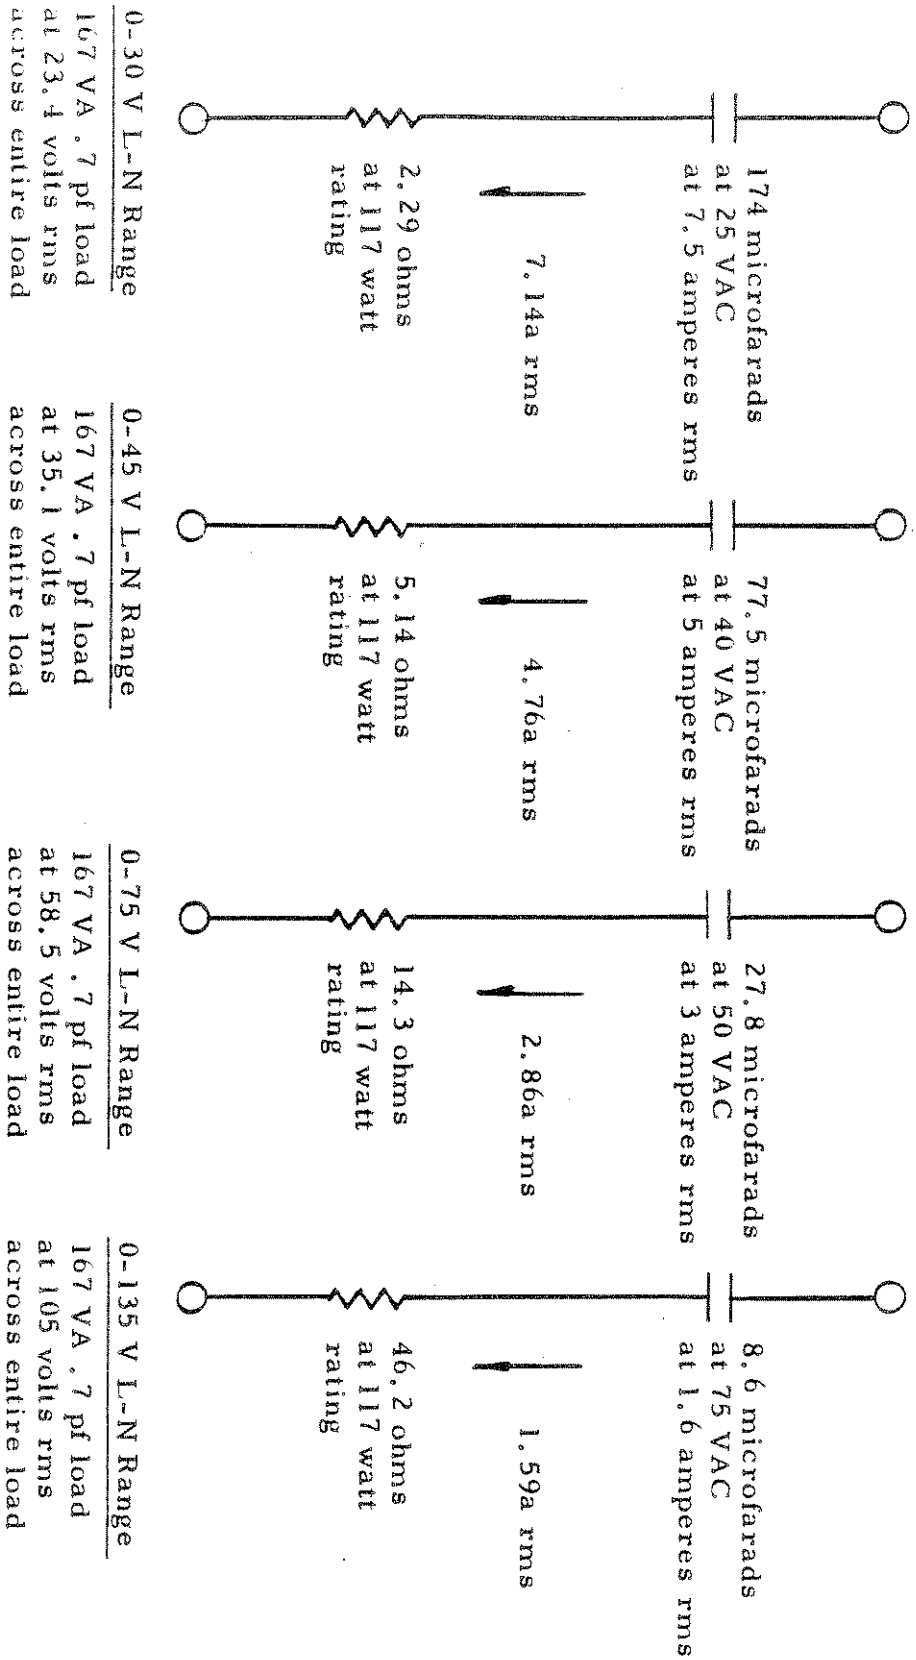 174 microfarads
at 25 VAC
at 7.5 amperes rms
7.14a rms
2.29 ohms
at 117 watt
rating
0-30 V L-N Range
167 VA .7 pf load
at 23.4 volts rms
across entire load
77.5 microfarads
at 40 VAC
at 5 amperes rms
4.76a rms
5.14 ohms
at 117 watt
rating
0-45 V L-N Range
167 VA .7 pf load
at 35.1 volts rms
across entire load
27.8 microfarads
at 50 VAC
at 3 amperes rms
2.86a rms
14.3 ohms
at 117 watt
rating
0-75 V L-N Range
167 VA .7 pf load
at 58.5 volts rms
across entire load
8.6 microfarads
at 75 VAC
at 1.6 amperes rms
1.59a rms
46.2 ohms
at 117 watt
rating
0-135 V L-N Range
167 VA .7 pf load
at 105 volts rms
across entire load